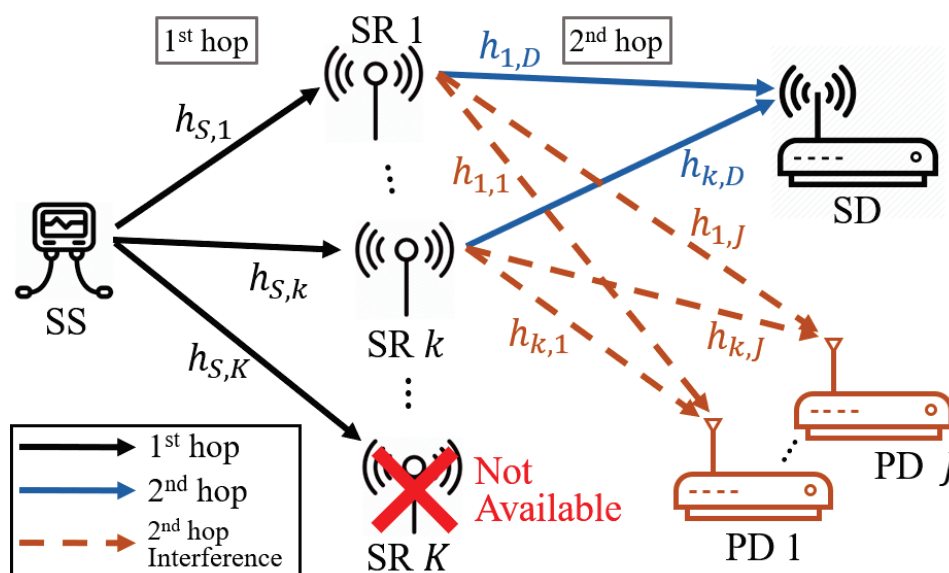 1st hop
SR 1
2nd hop
h1,D
hS,1
h1,1
hk,D
SD
h1,J
SS
hS,k
SR k
hk,1
hk,J
hS,K
1st hop
2nd hop
2nd hop
Interference
Not
Available
SR K
PD J
PD 1